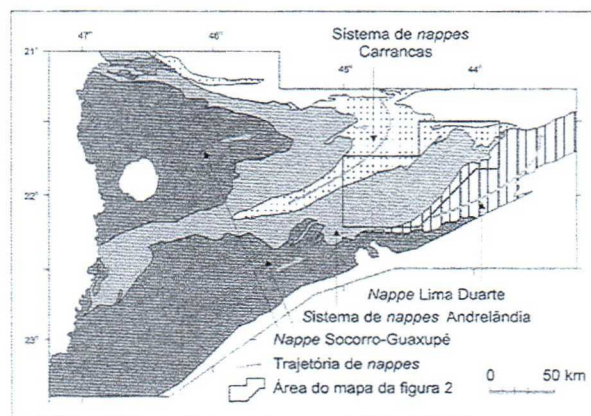 Sistema de nappes
Carrancas
47°
46°
45°
44°
21°
22°
23°
Nappe Lima Duarte
Sistema de nappes Andrelândia
Nappe Socorro-Guaxupé
Trajetória de nappes
Área do mapa da figura 2
0 50 km